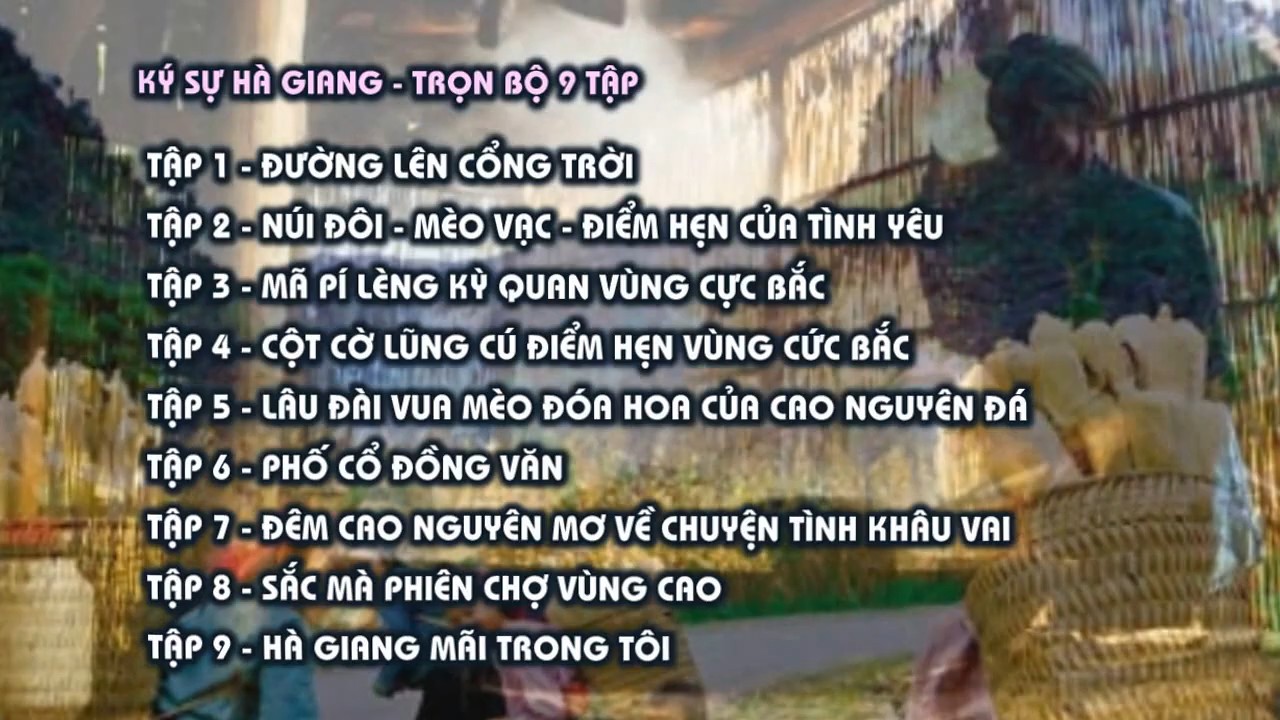 KÝ SỰ HÀ GIANG - TRỌN BỘ 9 TẬP
TẬP 1 - ĐƯỜNG LÊN CỔNG TRỜI
TẬP 2 - NÚI ĐÔI - MÈO VẠC - ĐIỂM HẸN CỦA TÌNH YÊU
TẬP 3 - MÃ PÍ LÈNG KỲ QUAN VÙNG CỰC BẮC
TẬP 4 - CỘT CỜ LŨNG CÚ ĐIỂM HẸN VÙNG CỨC BẮC
TẬP 5 - LÂU ĐÀI VUA MÈO ĐÓA HOA CỦA CAO NGUYÊN ĐÁ
TẬP 6 - PHỐ CỔ ĐỒNG VĂN
TẬP 7 - ĐÊM CAO NGUYÊN MƠ VỀ CHUYỆN TÌNH KHÂU VAI
TẬP 8 - SẮC MÀ PHIÊN CHỢ VÙNG CAO
TẬP 9 - HÀ GIANG MÃI TRONG TÔI